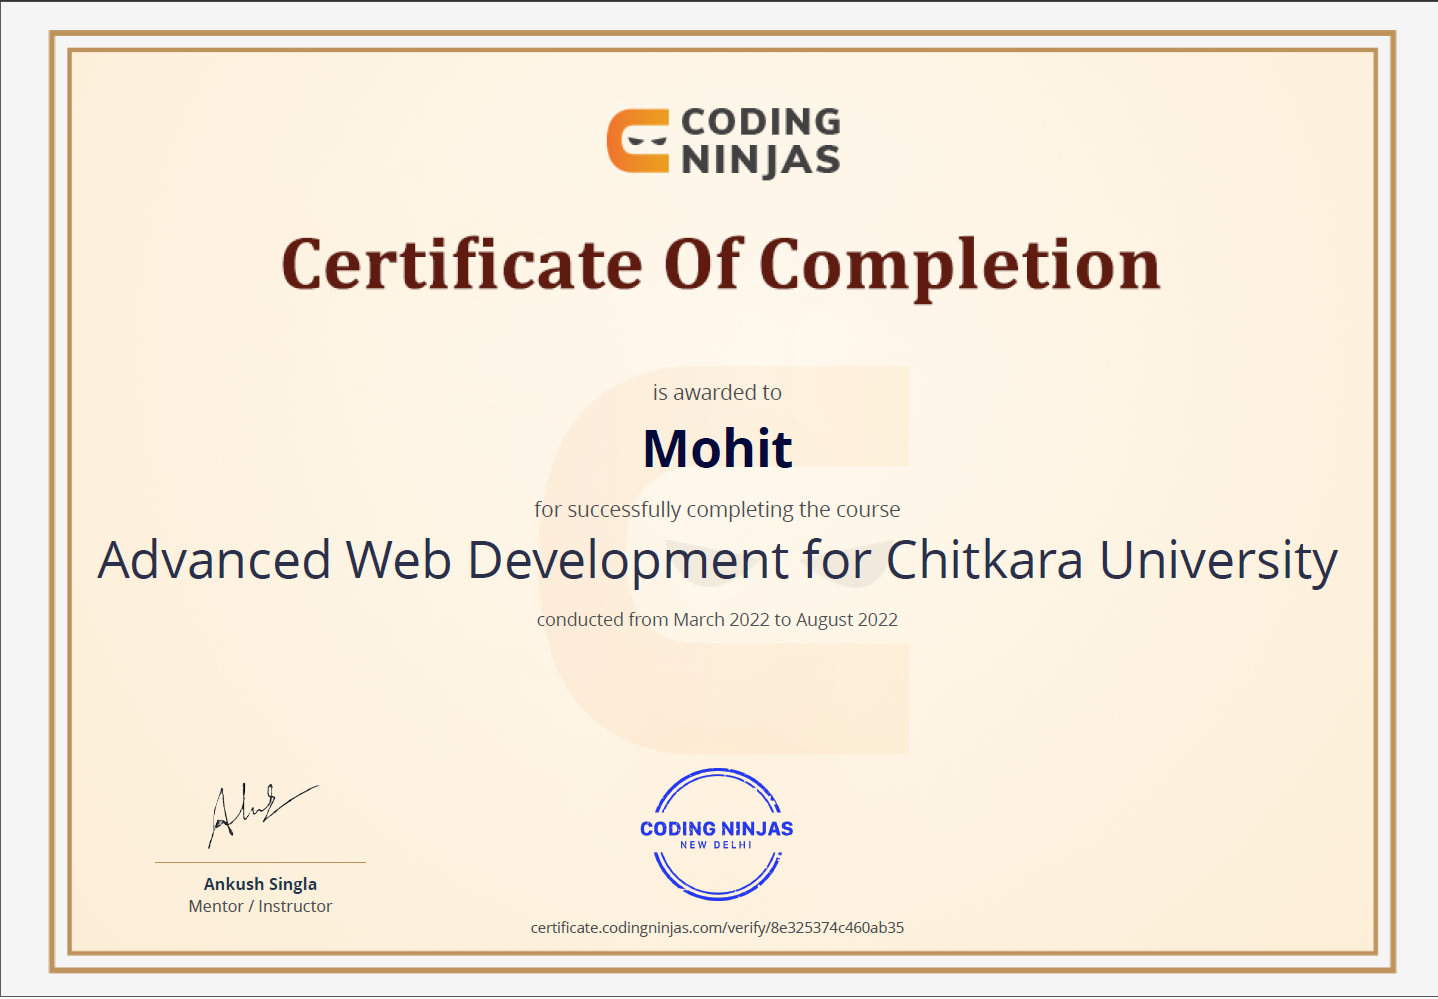 CODING
NINJAS
Certificate Of Completion
is awarded to
Mohit
for successfully completing the course
Advanced Web Development for Chitkara University
conducted from March 2022 to August 2022
Ankush Singla
Mentor / Instructor
CODING NINJAS
NEW DELHI
certificate.codingninjas.com/verify/8e325374c460ab35